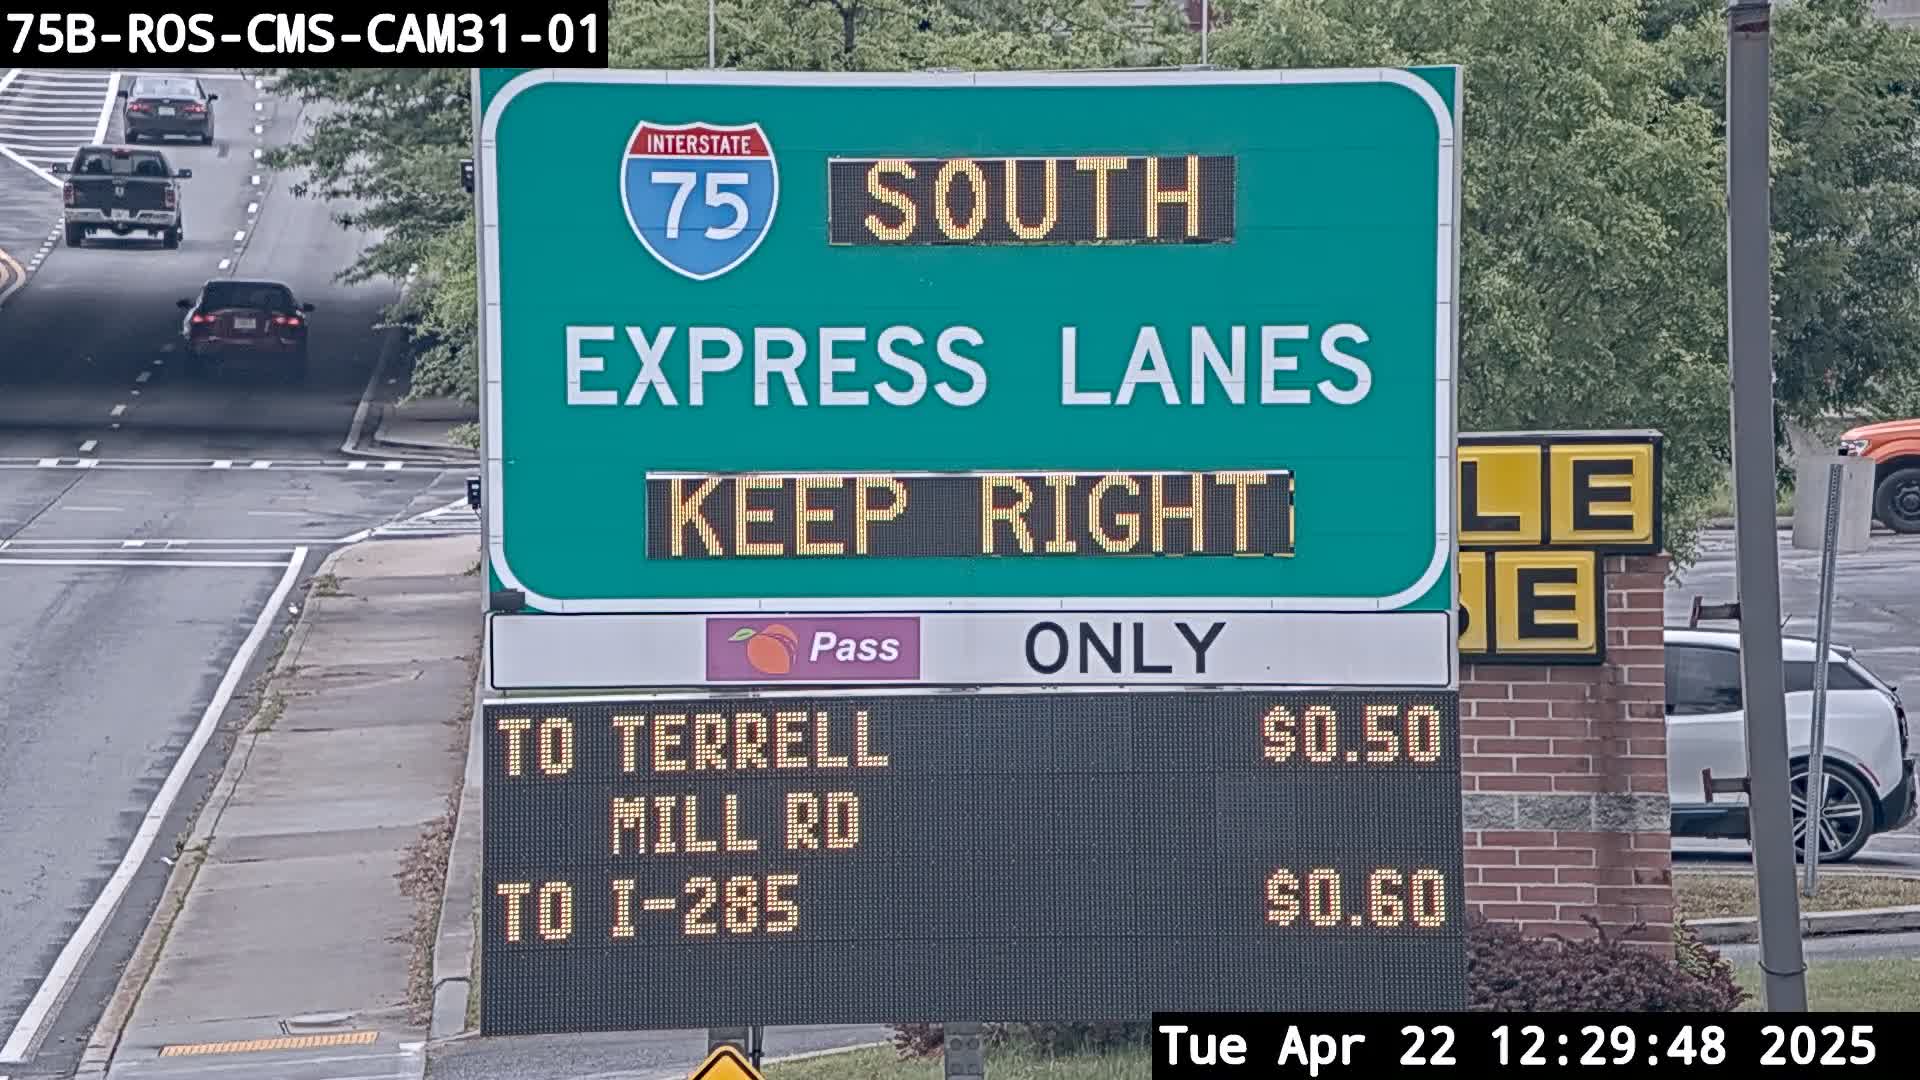 75B-ROS-CMS-CAM31-01
INTERSTATE
75
SOUTH
EXPRESS LANES
KEEP RIGHT
Pass ONLY
TO TERRELL $0.50
MILL RD
TO I-285 $0.60
LE
E
Tue Apr 22 12:29:48 2025